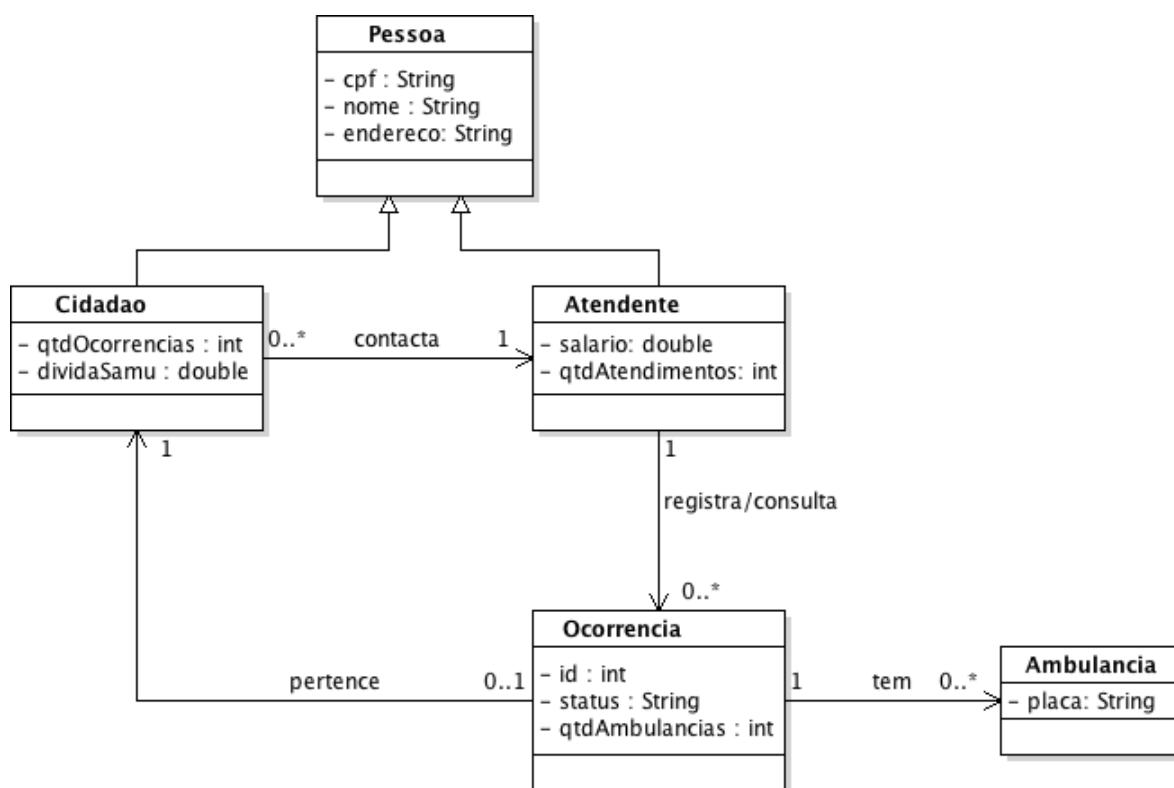 Pessoa
– cpf : String
– nome : String
– endereco: String
Cidadao
– qtdOcorrencias : int
– dividaSamu : double
0..*
contacta
1
Atendente
– salario: double
– qtdAtendimentos: int
1
1
registra/consulta
0..*
pertence
0..1
Ocorrencia
– id : int
– status : String
– qtdAmbulancias : int
1
tem
0..*
Ambulancia
– placa: String